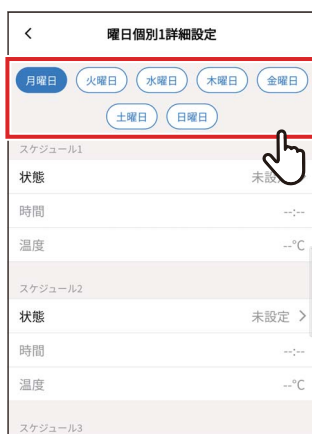 曜日個別1詳細設定
月曜日 火曜日 水曜日 木曜日 金曜日
土曜日 日曜日
スケジュール1
状態 未設
時間 --:--
温度 --°C
スケジュール2
状態 未設定
時間 --:--
温度 --°C
スケジュール3